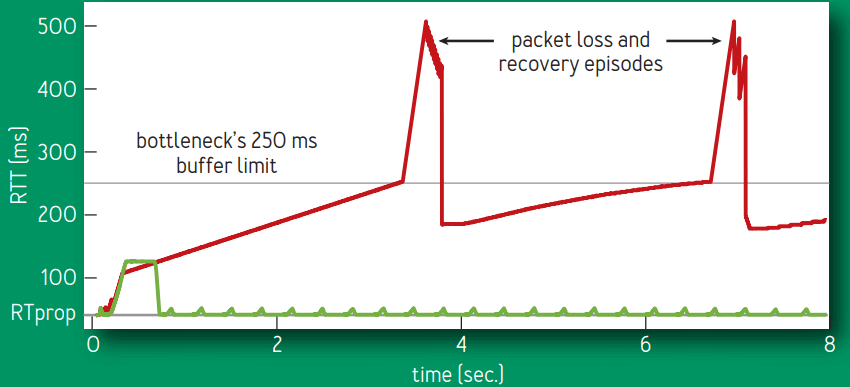 500
400
300
200
100
RTprop
RTT (ms)
packet loss and
recovery episodes
bottleneck's 250 ms
buffer limit
0
2
4
6
8
time (sec.)